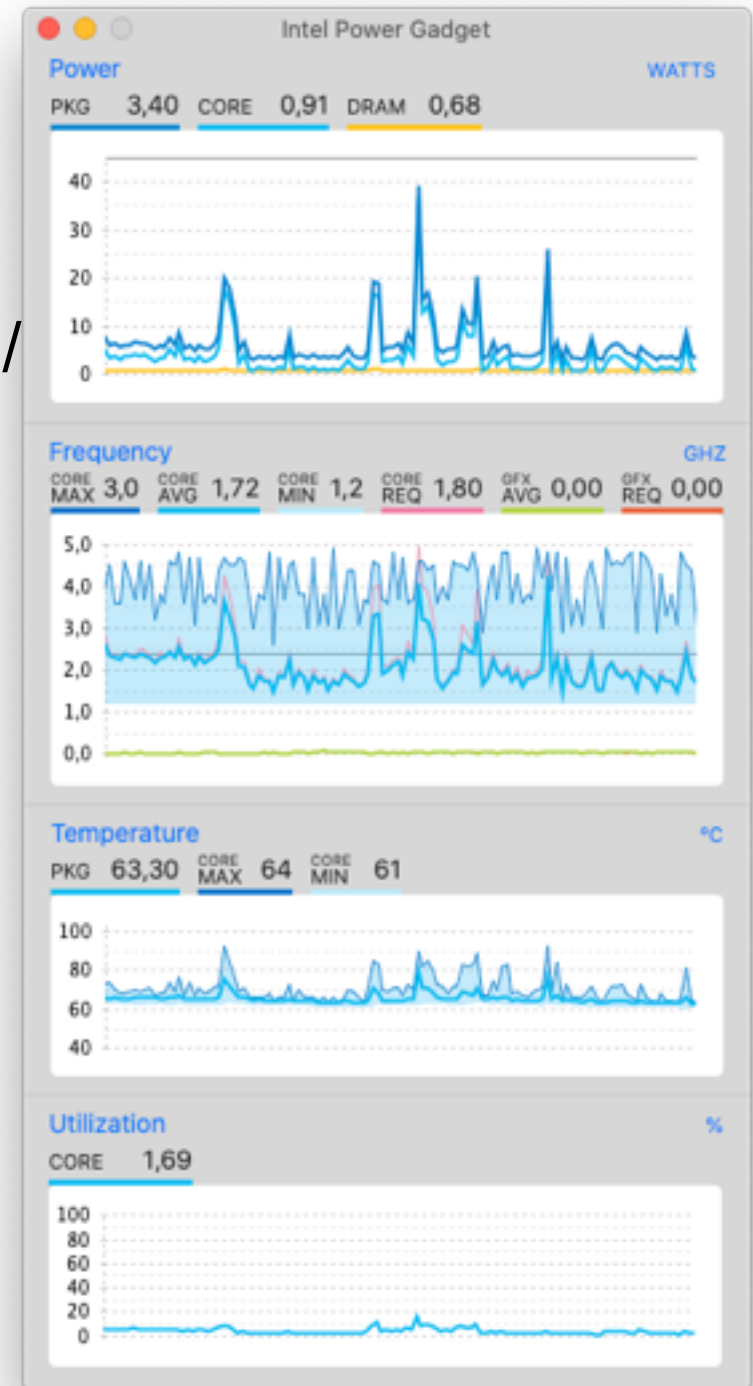 Intel Power Gadget
Power WATTS
PKG 3,40 CORE 0,91 DRAM 0,68
40
30
20
/
10
0
Frequency GHZ
CORE MAX 3,0 CORE AVG 1,72 CORE MIN 1,2 CORE REQ 1,80 GFX AVG 0,00 GFX REQ 0,00
5,0
4,0
3,0
2,0
1,0
0,0
Temperature ºC
PKG 63,30 CORE MAX 64 CORE MIN 61
100
80
60
40
Utilization %
CORE 1,69
100
80
60
40
20
0